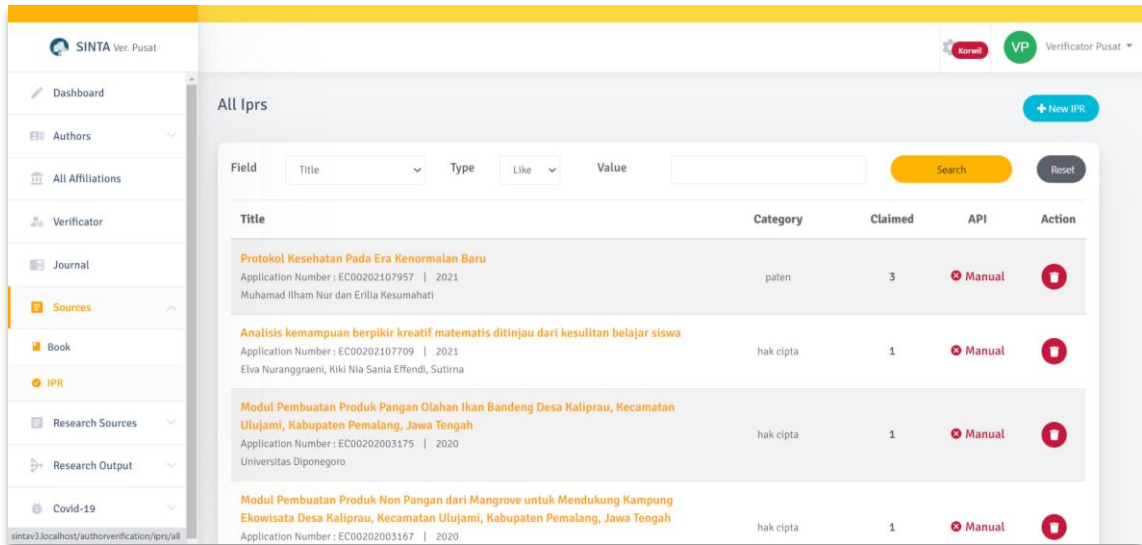 SINTA Ver. Pusat
Korwil
VP
Verificator Pusat
Dashboard
Authors
All Affiliations
Verificator
Journal
Sources
Book
IPR
Research Sources
Research Output
Covid-19
sintav3.localhost/authorverification/iprs/all
All Iprs
New IPR
Field Title Type Like Value Search Reset
Title Category Claimed API Action
Protokol Kesehatan Pada Era Kenormalan Baru
Application Number : EC00202107957 | 2021
paten 3 Manual
Muhamad Ilham Nur dan Erilia Kesumahati
Analisis kemampuan berpikir kreatif matematis ditinjau dari kesulitan belajar siswa
Application Number : EC00202107709 | 2021
hak cipta 1 Manual
Elva Nuranggraeni, Kiki Nia Sania Effendi, Sutirna
Modul Pembuatan Produk Pangan Olahan Ikan Bandeng Desa Kaliprau, Kecamatan
Ulujami, Kabupaten Pemalang, Jawa Tengah
hak cipta 1 Manual
Application Number : EC00202003175 | 2020
Universitas Diponegoro
Modul Pembuatan Produk Non Pangan dari Mangrove untuk Mendukung Kampung
Ekowisata Desa Kaliprau, Kecamatan Ulujami, Kabupaten Pemalang, Jawa Tengah
hak cipta 1 Manual
Application Number : EC00202003167 | 2020